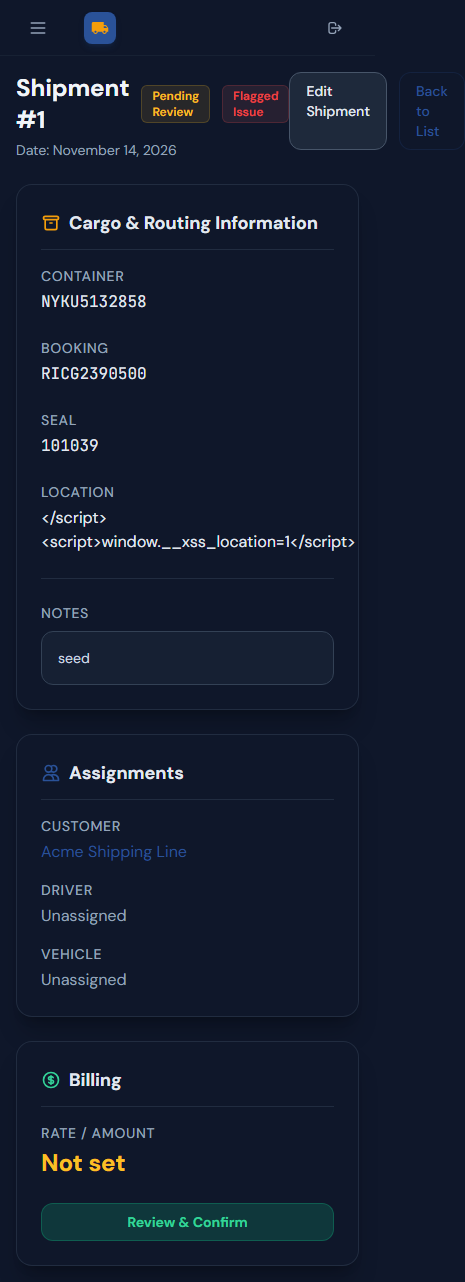 Shipment #1
Pending Review
Flagged Issue
Edit Shipment
Back to List
Date: November 14, 2026
Cargo & Routing Information
CONTAINER
NYKU5132858
BOOKING
RICG2390500
SEAL
101039
LOCATION
</script>
<script>window.__xss_location=1</script>
NOTES
seed
Assignments
CUSTOMER
Acme Shipping Line
DRIVER
Unassigned
VEHICLE
Unassigned
Billing
RATE / AMOUNT
Not set
Review & Confirm